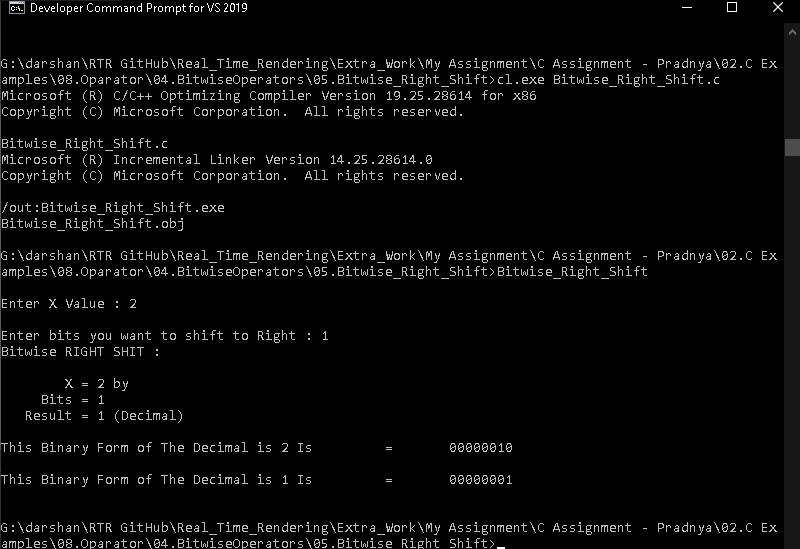 Developer Command Prompt for VS 2019
G:\darshan\RTR GitHub\Real_Time_Rendering\Extra_Work\My Assignment\C Assignment - Pradnya\02.C Ex
amples\08.Oparator\04.BitwiseOperators\05.Bitwise_Right_Shift>cl.exe Bitwise_Right_Shift.c
Microsoft (R) C/C++ Optimizing Compiler Version 19.25.28614 for x86
Copyright (C) Microsoft Corporation.  All rights reserved.
Bitwise_Right_Shift.c
Microsoft (R) Incremental Linker Version 14.25.28614.0
Copyright (C) Microsoft Corporation.  All rights reserved.
/out:Bitwise_Right_Shift.exe
Bitwise_Right_Shift.obj
G:\darshan\RTR GitHub\Real_Time_Rendering\Extra_Work\My Assignment\C Assignment - Pradnya\02.C Ex
amples\08.Oparator\04.BitwiseOperators\05.Bitwise_Right_Shift>Bitwise_Right_Shift
Enter X Value : 2
Enter bits you want to shift to Right : 1
Bitwise RIGHT SHIT :
X = 2 by
Bits = 1
Result = 1 (Decimal)
This Binary Form of The Decimal is 2 Is = 00000010
This Binary Form of The Decimal is 1 Is = 00000001
G:\darshan\RTR GitHub\Real_Time_Rendering\Extra_Work\My Assignment\C Assignment - Pradnya\02.C Ex
amples\08.Oparator\04.BitwiseOperators\05.Bitwise_Right_Shift>